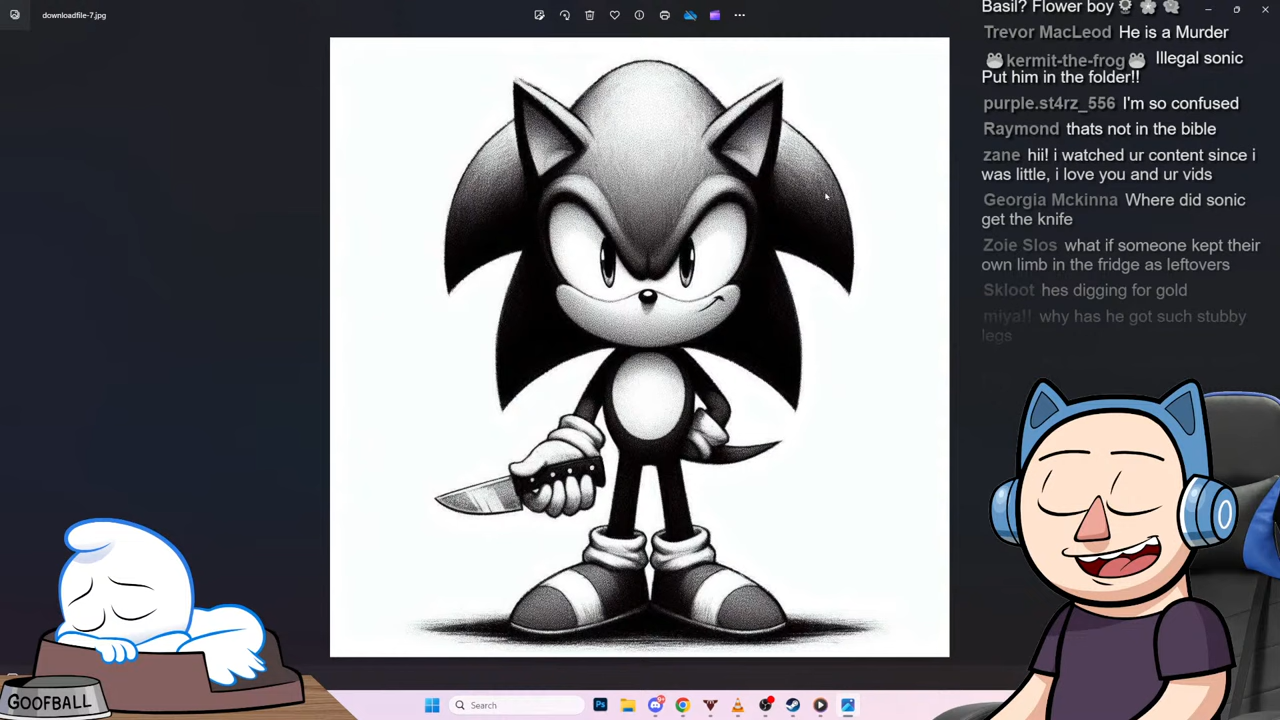 downloadfile-7.jpg
Basil? Flower boy
Trevor MacLeod He is a Murder
kermit-the-frog Illegal sonic
Put him in the folder!!
purple.st4rz_556 I'm so confused
Raymond thats not in the bible
zane hii! i watched ur content since i
was little, i love you and ur vids
Georgia Mckinna Where did sonic
get the knife
Zoie Slos what if someone kept their
own limb in the fridge as leftovers
Skloot hes digging for gold
miya!! why has he got such stubby
legs
GOOFBALL
Search
Ps